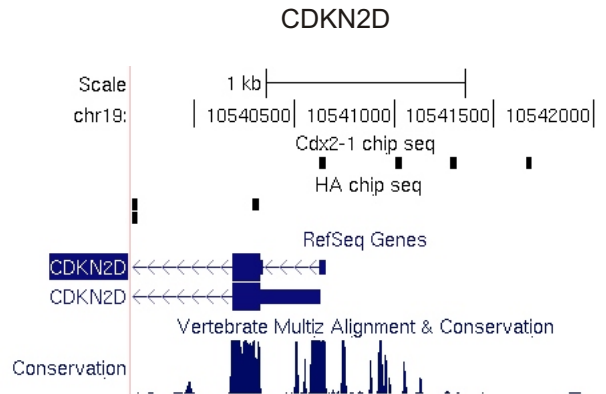 CDKN2D
Scale 1 kb
chr19: 10540500 10541000 10541500 10542000
Cdx2-1 chip seq
HA chip seq
RefSeq Genes
CDKN2D
CDKN2D
Vertebrate Multiz Alignment & Conservation
Conservation